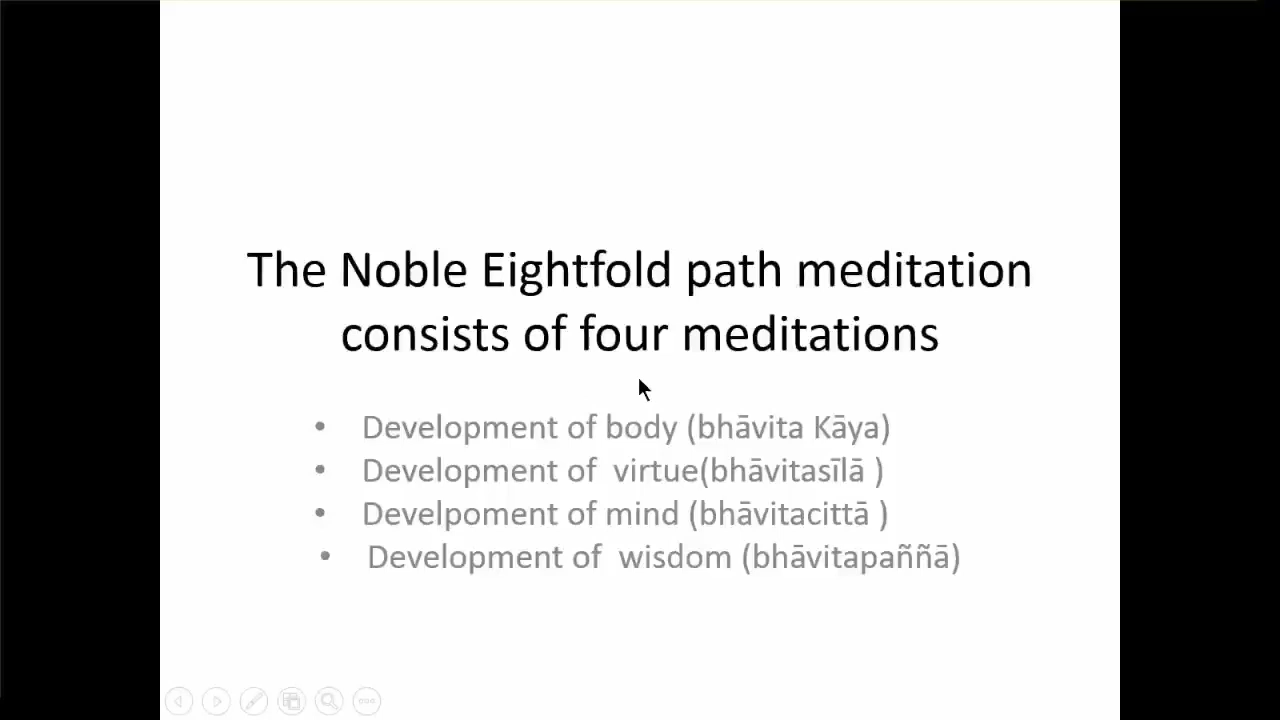 The Noble Eightfold path meditation
consists of four meditations
• Development of body (bhāvita Kāya)
• Development of  virtue(bhāvitasīlā )
• Develpoment of mind (bhāvitacittā )
• Development of  wisdom (bhāvitapaññā)